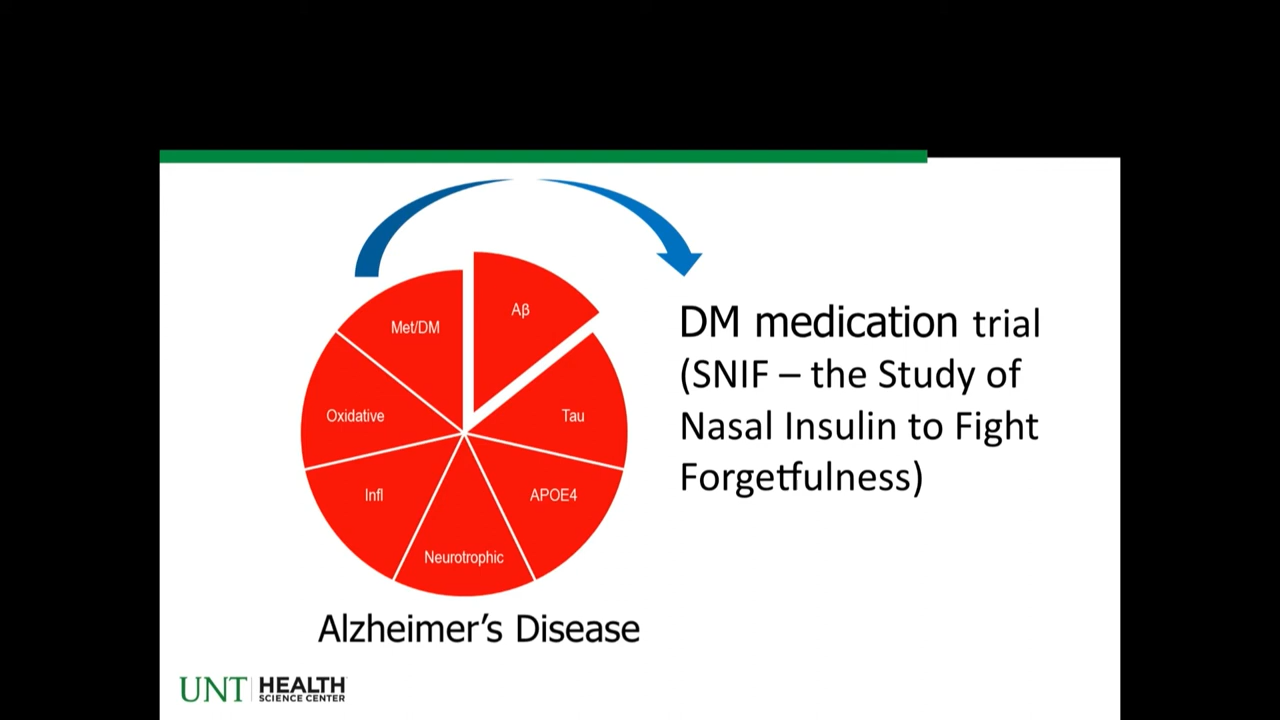 Aβ
Met/DM
Oxidative
Tau
Infl
APOE4
Neurotrophic
Alzheimer’s Disease
DM medication trial
(SNIF – the Study of
Nasal Insulin to Fight
Forgetfulness)
UNT HEALTH
SCIENCE CENTER